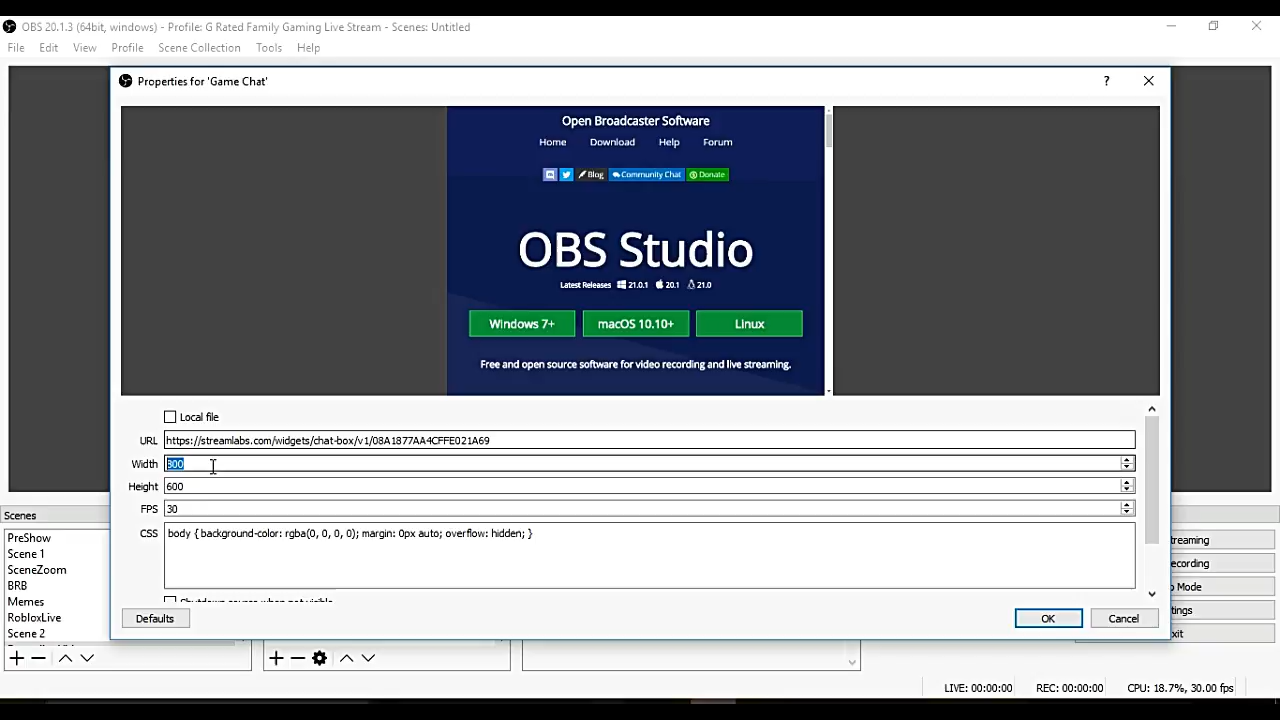 OBS 20.1.3 (64bit, windows) - Profile: G Rated Family Gaming Live Stream - Scenes: Untitled
File Edit View Profile Scene Collection Tools Help
Properties for 'Game Chat' ?
Open Broadcaster Software
Home Download Help Forum
Blog Community Chat Donate
OBS Studio
Latest Releases 21.0.1 20.1 21.0
Windows 7+ macOS 10.10+ Linux
Free and open source software for video recording and live streaming.
Local file
URL https://streamlabs.com/widgets/chat-box/v1/08A1877AA4CFFE021A69
Width 800
Height 600
FPS 30
CSS body { background-color: rgba(0, 0, 0, 0); margin: 0px auto; overflow: hidden; }
Shutdown source when not visible
Defaults OK Cancel
Scenes
PreShow
Scene 1
SceneZoom
BRB
Memes
RobloxLive
Scene 2
treaming
ecording
o Mode
tings
xit
LIVE: 00:00:00 REC: 00:00:00 CPU: 18.7%, 30.00 fps